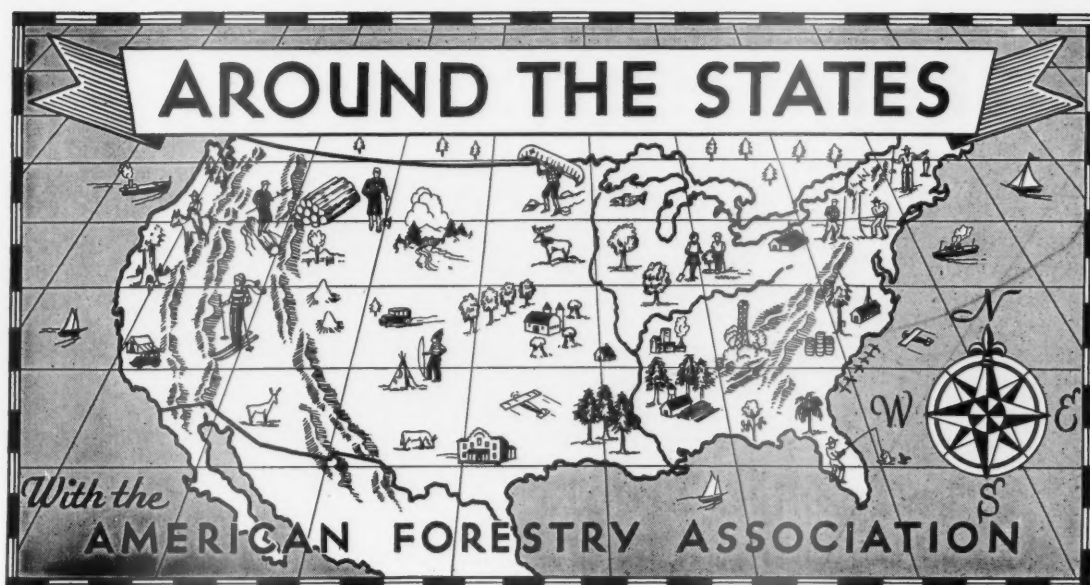 AROUND THE STATES
N
W E
S
With the
AMERICAN FORESTRY ASSOCIATION